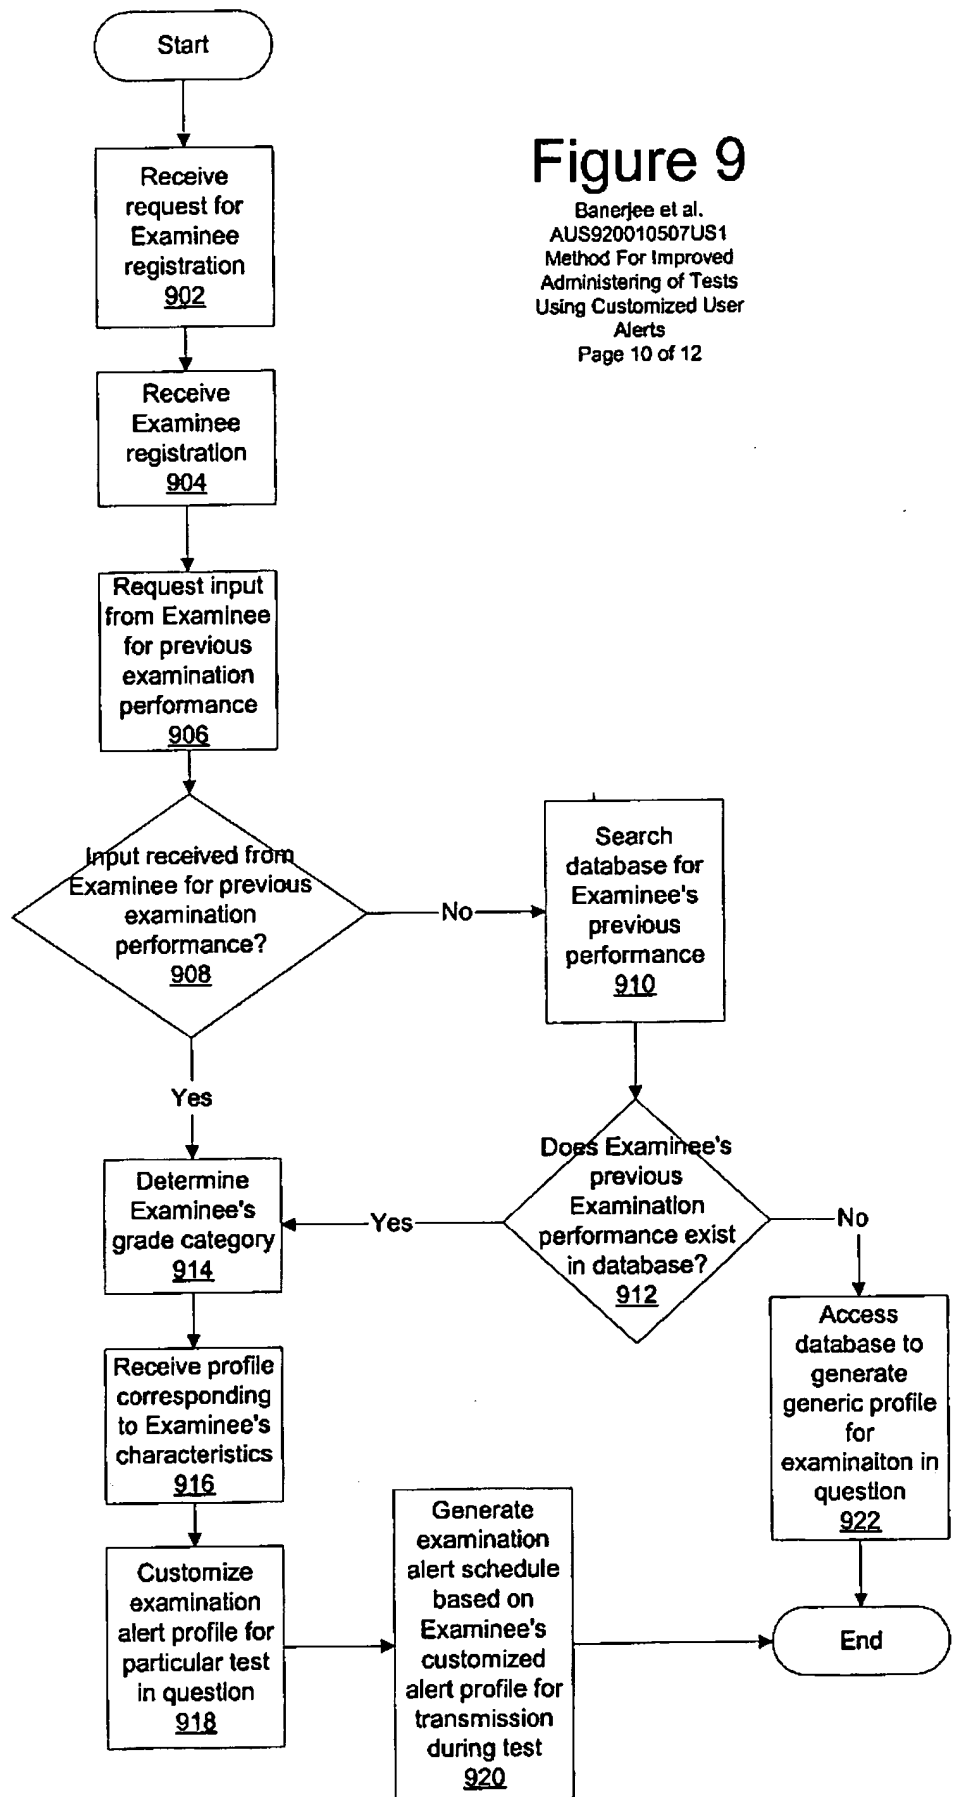 Start
Figure 9
Banerjee et al.
AUS920010507US1
Method For Improved
Administering of Tests
Using Customized User
Alerts
Page 10 of 12
Receive
request for
Examinee
registration
902
Receive
Examinee
registration
904
Request input
from Examinee
for previous
examination
performance
906
Input received from
Examinee for previous
examination
performance?
908
No
Search
database for
Examinee's
previous
performance
910
Yes
Does Examinee's
previous
Examination
performance exist
in database?
912
Yes
No
Determine
Examinee's
grade category
914
Access
database to
generate
generic profile
for
examinaiton in
question
922
Receive profile
corresponding
to Examinee's
characteristics
916
Customize
examination
alert profile for
particular test
in question
918
Generate
examination
alert schedule
based on
Examinee's
customized
alert profile for
transmission
during test
920
End